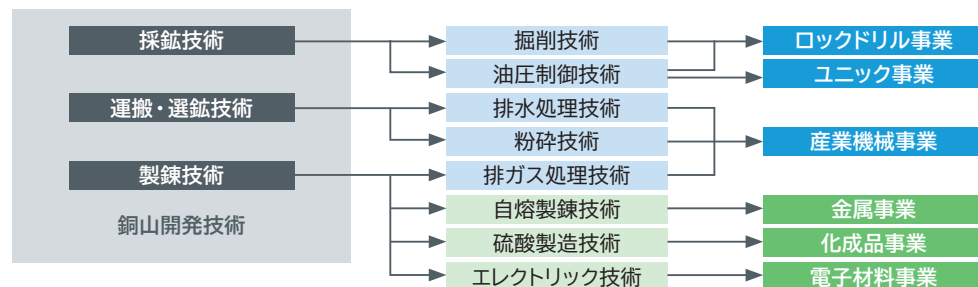 採鉱技術
運搬・選鉱技術
製錬技術
銅山開発技術
掘削技術
油圧制御技術
排水処理技術
粉砕技術
排ガス処理技術
自熔製錬技術
硫酸製造技術
エレクトリック技術
ロックドリル事業
ユニック事業
産業機械事業
金属事業
化成品事業
電子材料事業